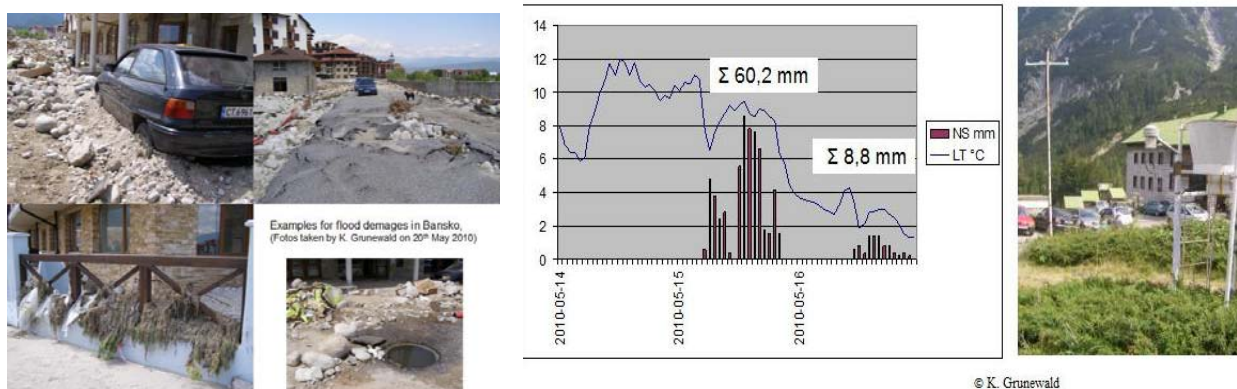 Examples for flood demages in Bansko,
(Fotos taken by K. Grunewald on 20th May 2010)
14
12
10
8
6
4
2
0
Σ 60,2 mm
Σ 8,8 mm
2010-05-14
2010-05-15
2010-05-16
NS mm
LT °C
© K. Grunewald